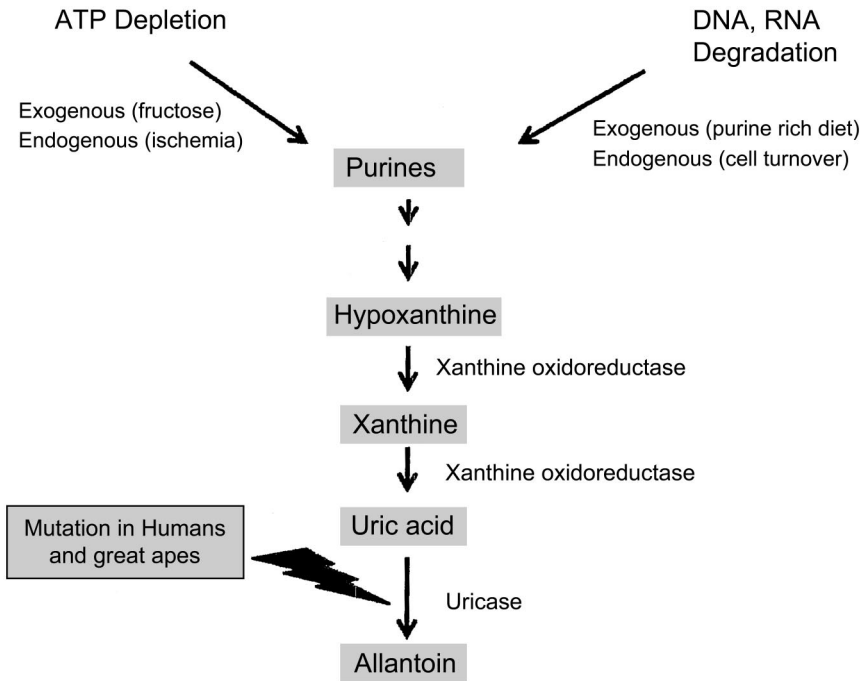 ATP Depletion
DNA, RNA
Degradation
Exogenous (fructose)
Endogenous (ischemia)
Exogenous (purine rich diet)
Endogenous (cell turnover)
Purines
Hypoxanthine
Xanthine oxidoreductase
Xanthine
Xanthine oxidoreductase
Uric acid
Mutation in Humans
and great apes
Uricase
Allantoin